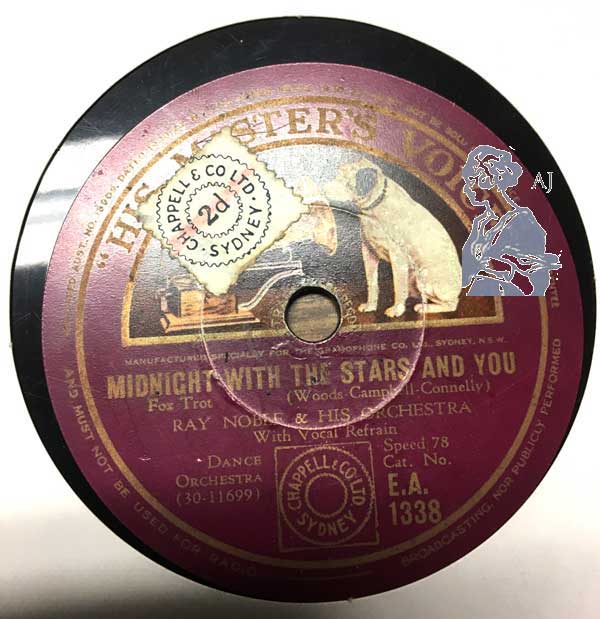 "HIS MASTER'S VO
AJ
CHAPPELL & CO LTD.
2d
SYDNEY.
MANUFACTURED SPECIALLY FOR THE GRAMOPHONE CO. LTD., SYDNEY, N.S.W.
MIDNIGHT WITH THE STARS AND YOU
Fox Trot (Woods-Campbell-Connelly)
RAY NOBLE & HIS ORCHESTRA
With Vocal Refrain
DANCE
ORCHESTRA
(30-11699)
CHAPPELL & CO LTD
SYDNEY
Speed 78
Cat. No.
E.A.
1338
AND MUST NOT BE USED FOR RADIO BROADCASTING, NOR PUBLICLY PERFORMED